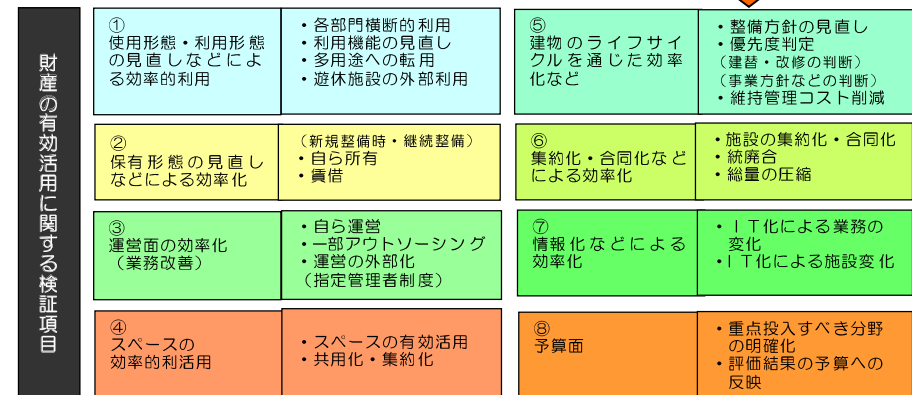 財産の有効活用に関する検証項目
①
使用形態・利用形態
の見直しなどによ
る効率的利用
・各部門横断的利用
・利用機能の見直し
・多用途への転用
・遊休施設の外部利用
②
保有形態の見直し
などによる効率化
（新規整備時・継続整備）
・自ら所有
・賃借
③
運営面の効率化
（業務改善）
・自ら運営
・一部アウトソーシング
・運営の外部化
（指定管理者制度）
④
スペースの
効率的利活用
・スペースの有効活用
・共用化・集約化
⑤
建物のライフサイ
クルを通じた効率
化など
・整備方針の見直し
・優先度判定
（建替・改修の判断）
（事業方針などの判断）
・維持管理コスト削減
⑥
集約化・合同化など
による効率化
・施設の集約化・合同化
・統廃合
・総量の圧縮
⑦
情報化などによる
効率化
・ＩＴ化による業務の
変化
・ＩＴ化による施設変化
⑧
予算面
・重点投入すべき分野
の明確化
・評価結果の予算への
反映